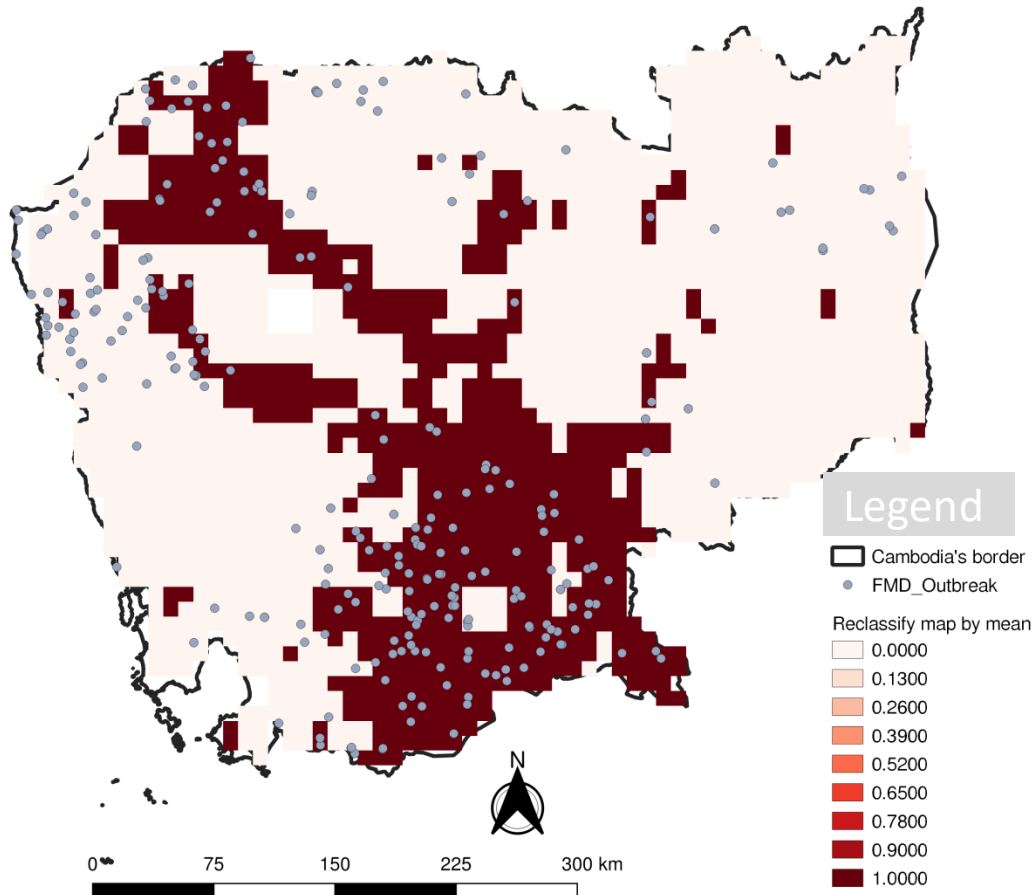 Legend
Cambodia's border
FMD_Outbreak
Reclassify map by mean
0.0000
0.1300
0.2600
0.3900
0.5200
0.6500
0.7800
0.9000
1.0000
N
0 75 150 225 300 km